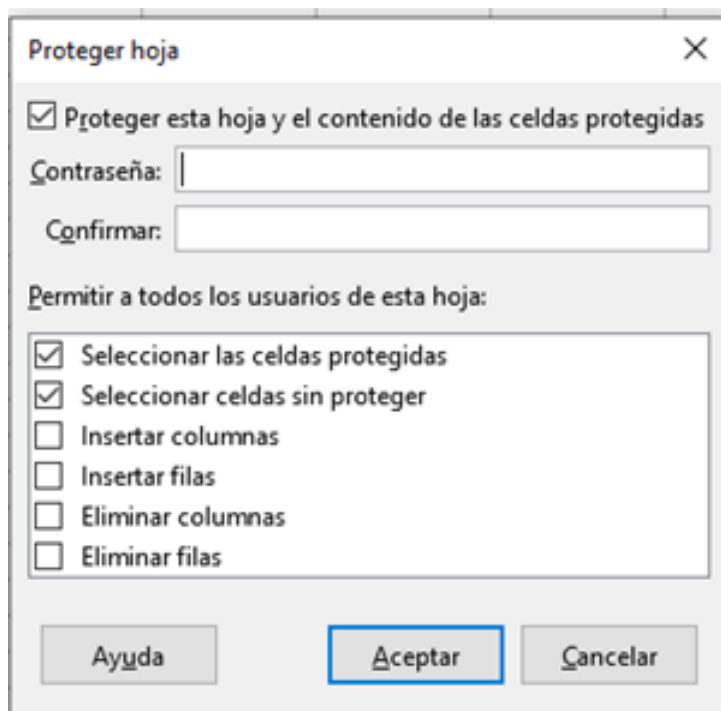 Proteger hoja
Proteger esta hoja y el contenido de las celdas protegidas
Contraseña:
Confirmar:
Permitir a todos los usuarios de esta hoja:
Seleccionar las celdas protegidas
Seleccionar celdas sin proteger
Insertar columnas
Insertar filas
Eliminar columnas
Eliminar filas
Ayuda Aceptar Cancelar